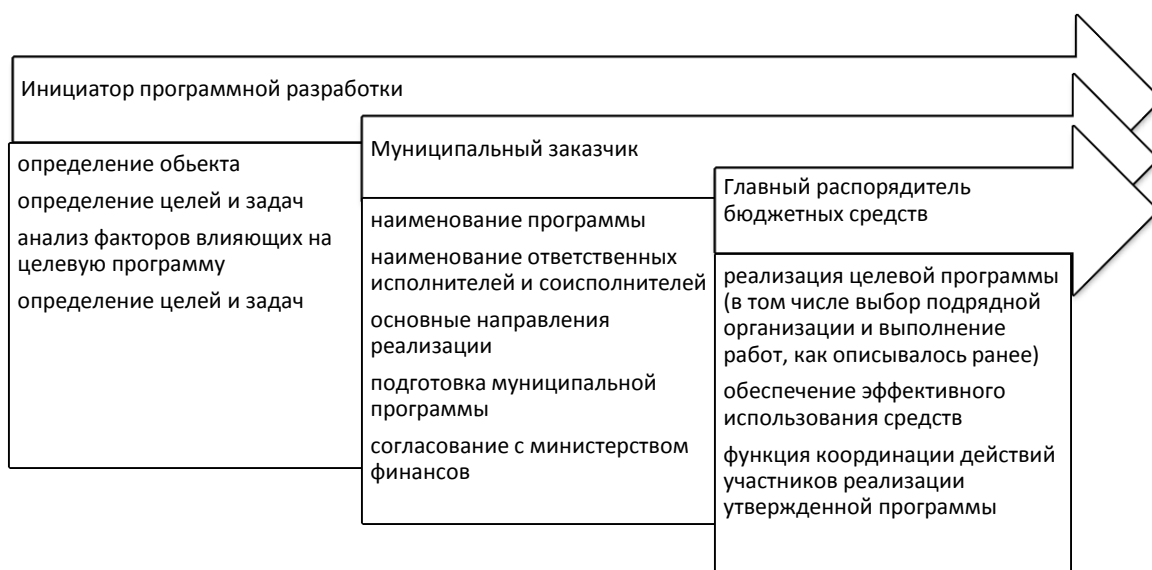 Инициатор программной разработки
определение обьекта
определение целей и задач
анализ факторов влияющих на
целевую программу
определение целей и задач
Муниципальный заказчик
наименование программы
наименование ответственных
исполнителей и соисполнителей
основные направления
реализации
подготовка муниципальной
программы
согласование с министерством
финансов
Главный распорядитель
бюджетных средств
реализация целевой программы
(в том числе выбор подрядной
организации и выполнение
работ, как описывалось ранее)
обеспечение эффективного
использования средств
функция координации действий
участников реализации
утвержденной программы